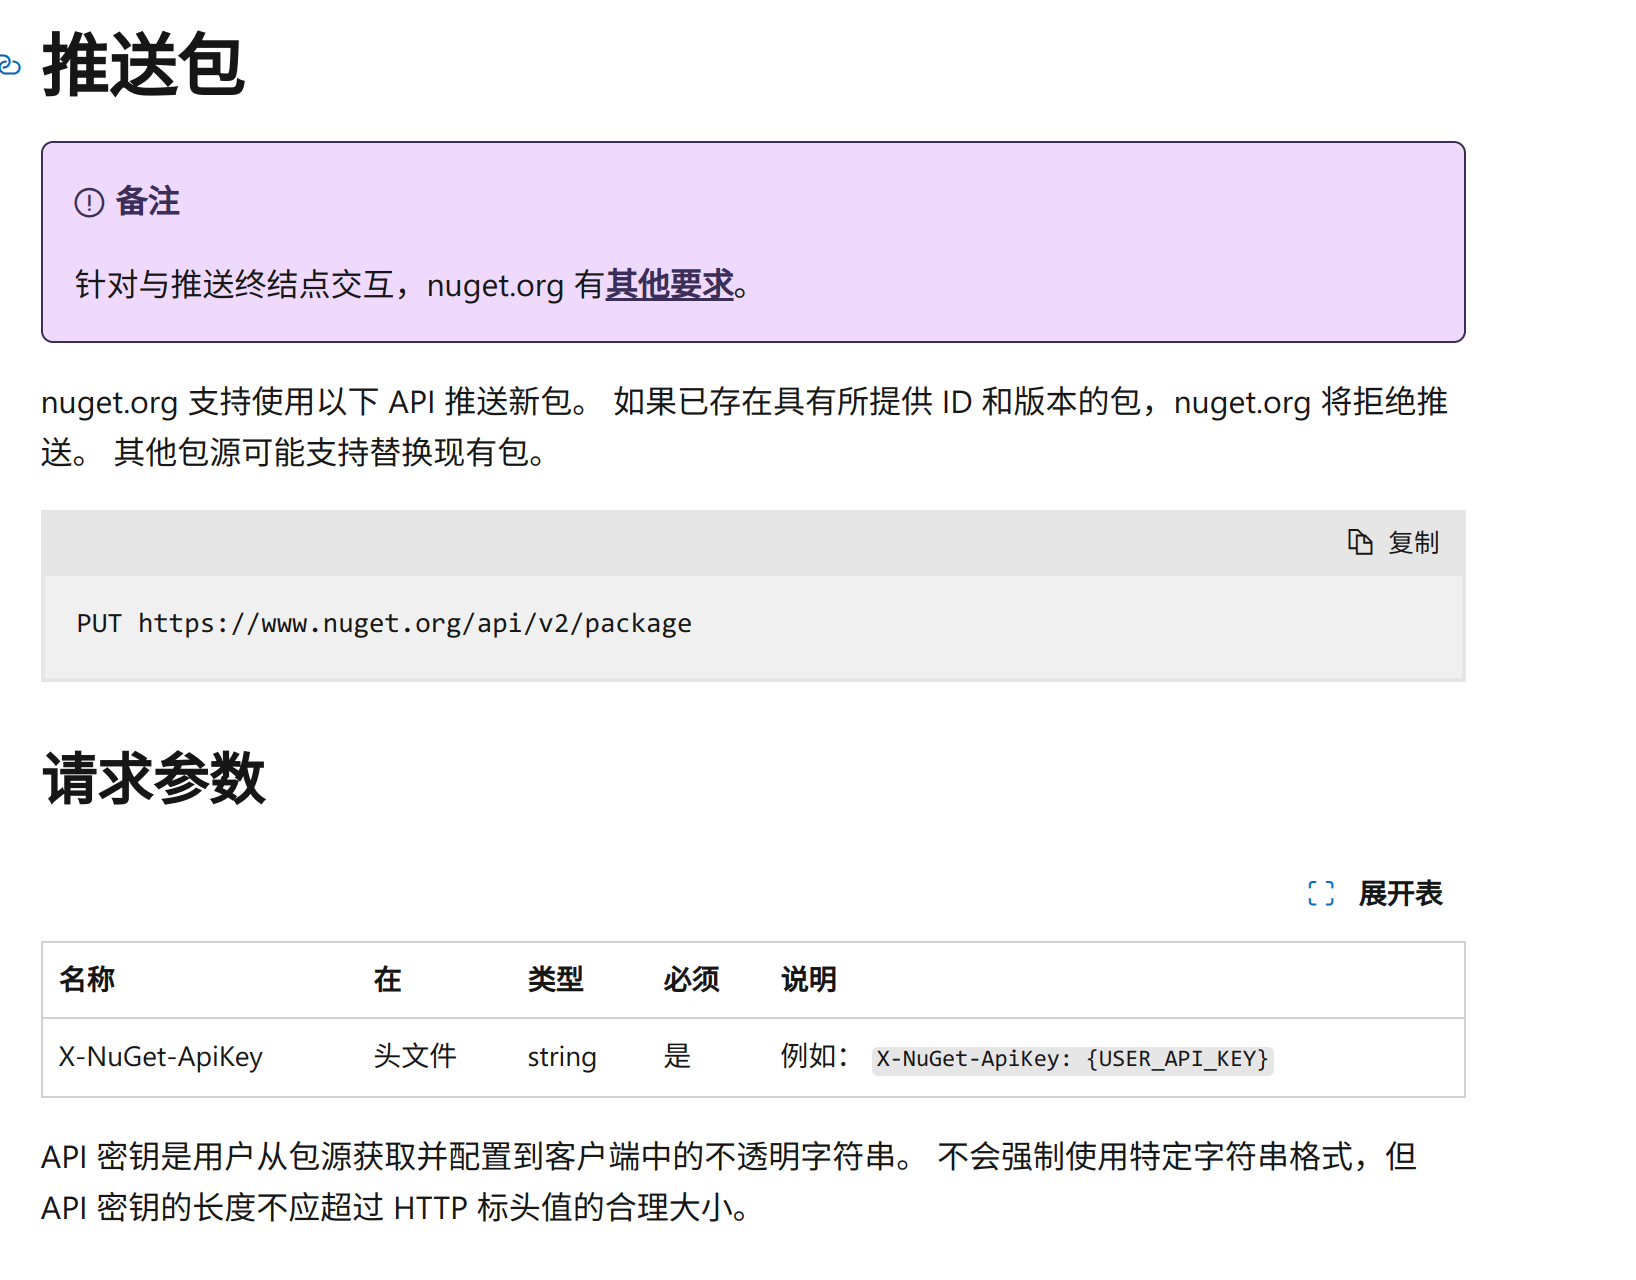 推送包
备注
针对与推送终结点交互，nuget.org 有其他要求。
nuget.org 支持使用以下 API 推送新包。 如果已存在具有所提供 ID 和版本的包，nuget.org 将拒绝推
送。 其他包源可能支持替换现有包。
复制
PUT https://www.nuget.org/api/v2/package
请求参数
展开表
名称 在 类型 必须 说明
X-NuGet-ApiKey 头文件 string 是 例如： X-NuGet-ApiKey: {USER_API_KEY}
API 密钥是用户从包源获取并配置到客户端中的不透明字符串。 不会强制使用特定字符串格式，但
API 密钥的长度不应超过 HTTP 标头值的合理大小。